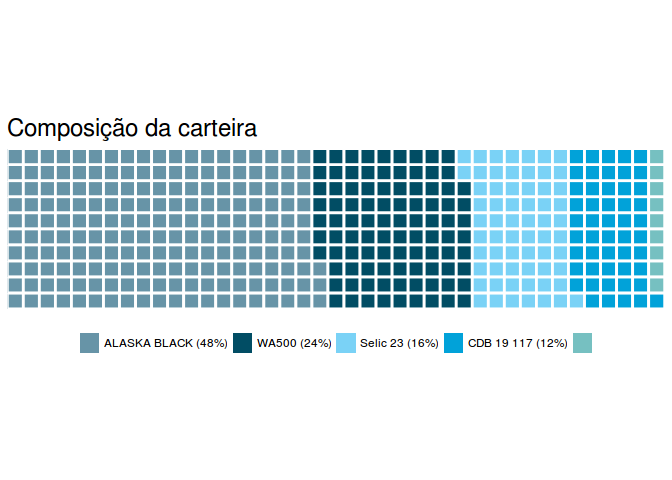 Composição da carteira
ALASKA BLACK (48%) WA500 (24%) Selic 23 (16%) CDB 19 117 (12%)